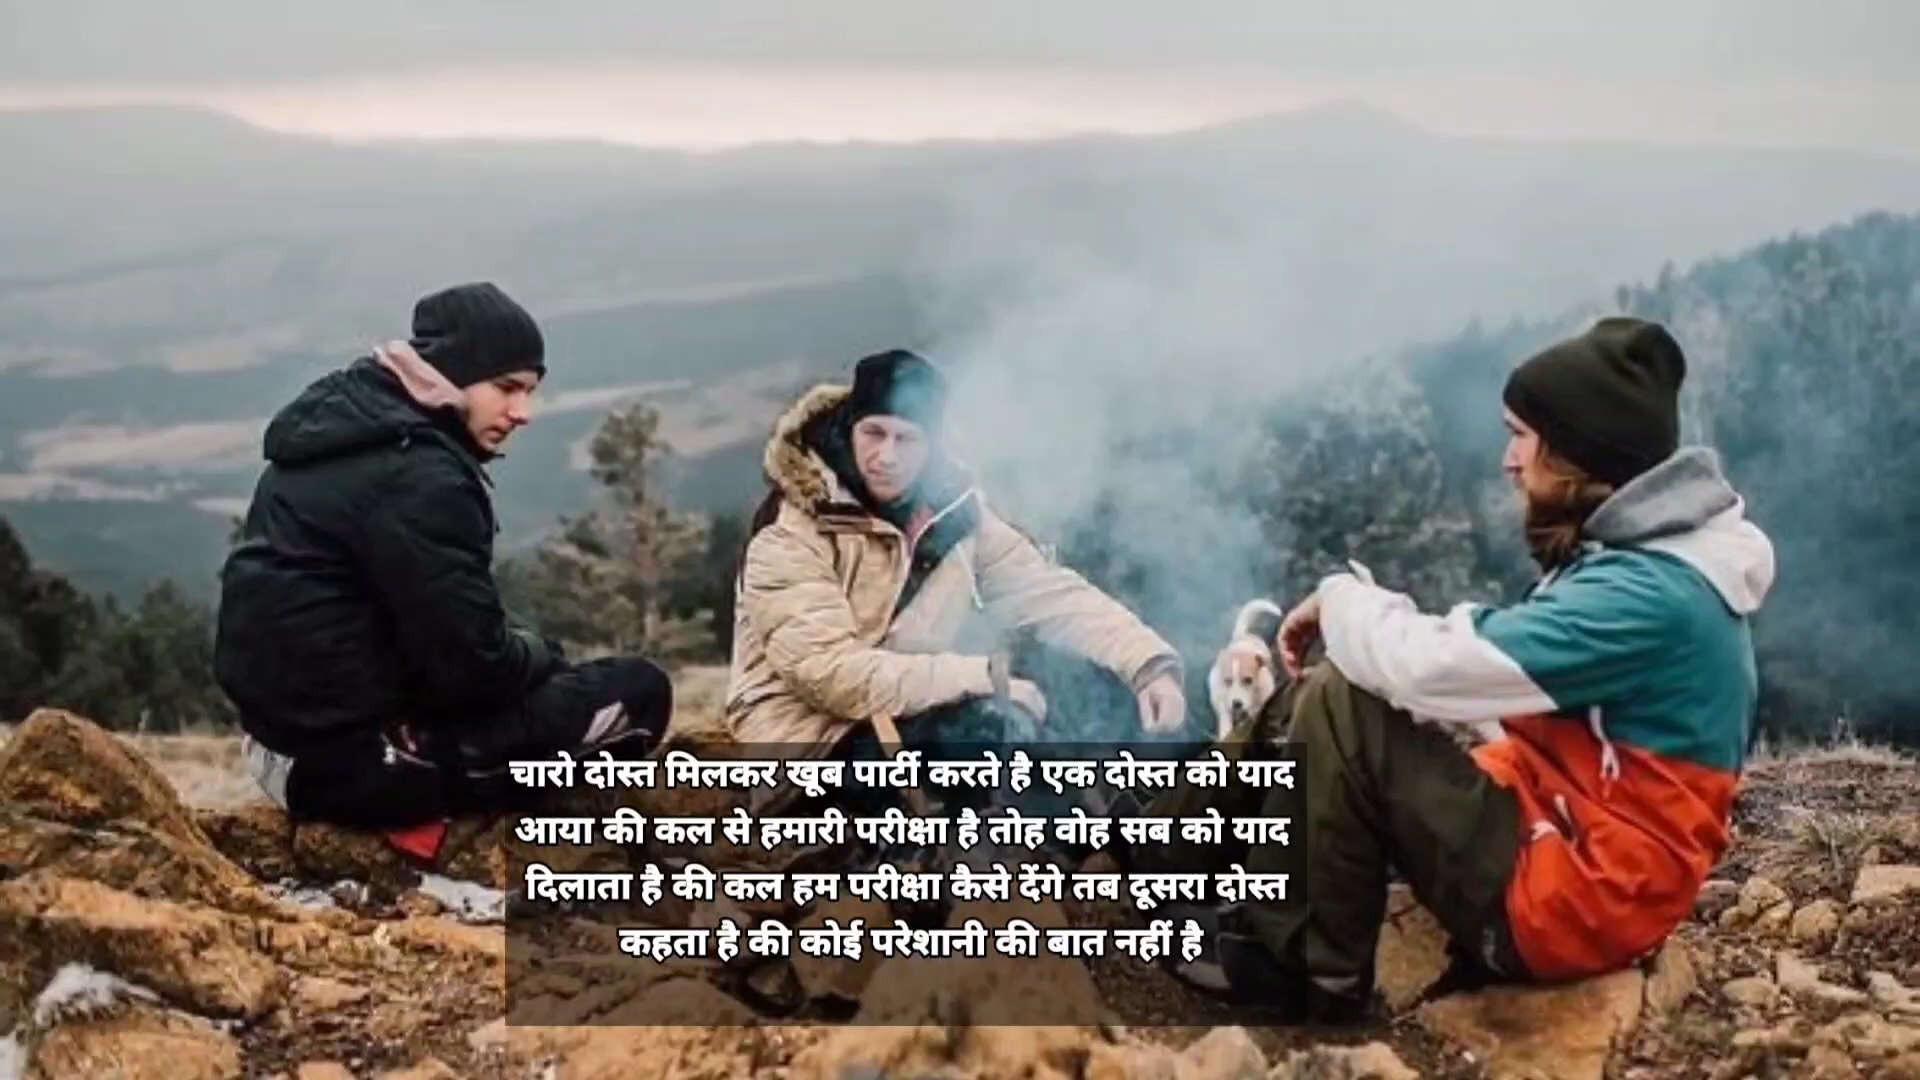 चारो दोस्त मिलकर खूब पार्टी करते है एक दोस्त को याद
आया की कल से हमारी परीक्षा है तोह वोह सब को याद
दिलाता है की कल हम परीक्षा कैसे देंगे तब दूसरा दोस्त
कहता है की कोई परेशानी की बात नहीं है